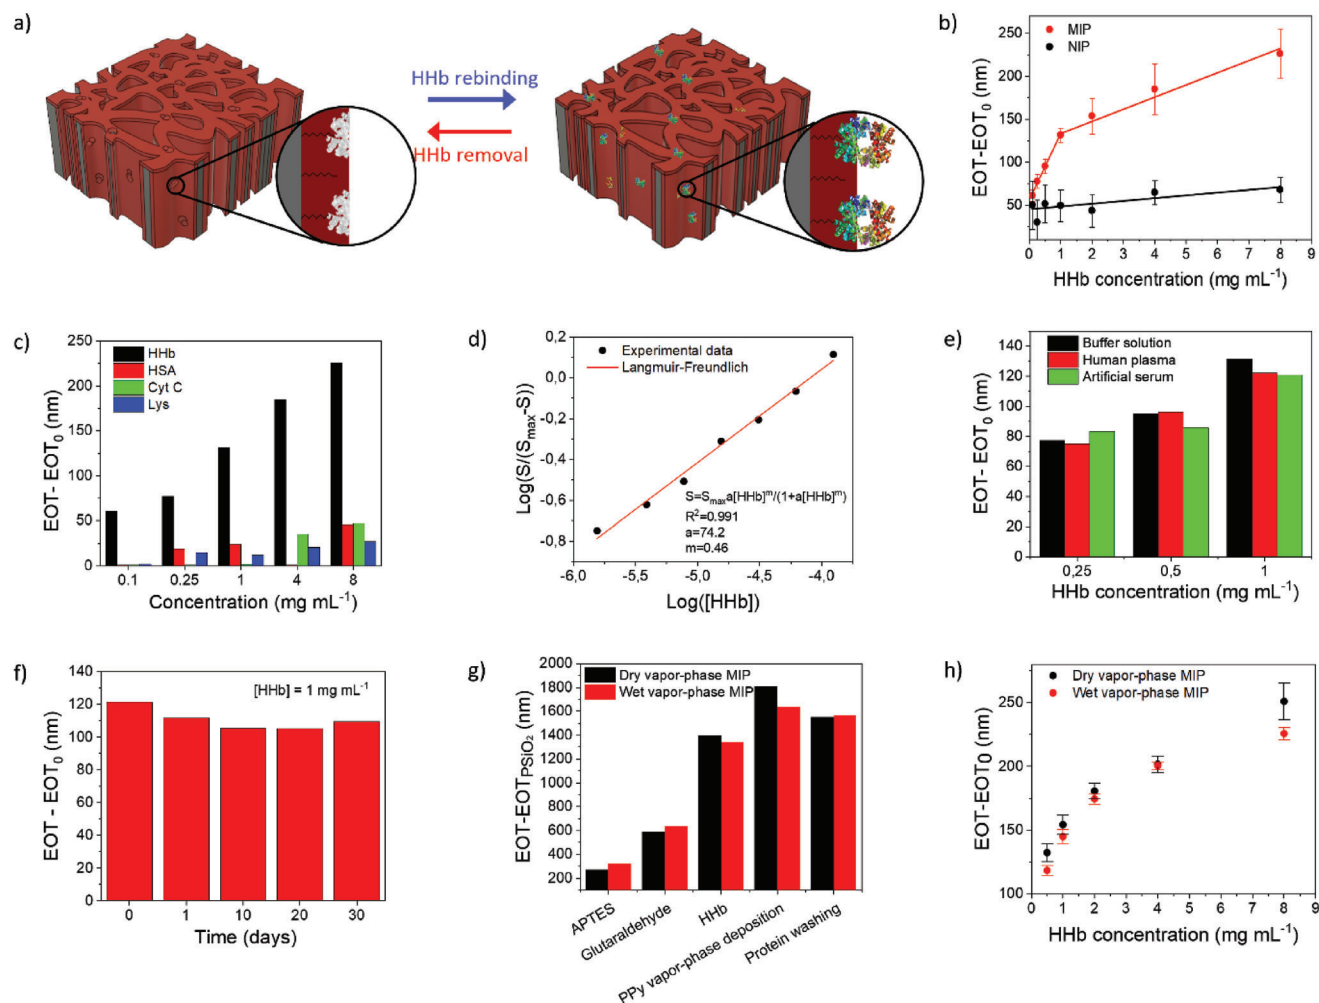 a)
HHb rebinding
HHb removal
b)
MIP
NIP
250
200
150
100
50
0
0 1 2 3 4 5 6 7 8 9
EOT-EOT0 (nm)
HHb concentration (mg mL-1)
c)
HHb
HSA
Cyt C
Lys
250
200
150
100
50
0
0.1 0.25 1 4 8
EOT- EOT0 (nm)
Concentration (mg mL-1)
d)
Experimental data
Langmuir-Freundlich
0,2
0,0
-0,2
-0,4
-0,6
-0,8
S=Smaxa[HHb]m/(1+a[HHb]m)
R2=0.991
a=74.2
m=0.46
-6,0 -5,5 -5,0 -4,5 -4,0
Log(S/(Smax-S))
Log([HHb])
e)
Buffer solution
Human plasma
Artificial serum
140
120
100
80
60
40
20
0
0,25 0,5 1
EOT- EOT0 (nm)
HHb concentration (mg mL-1)
f)
[HHb] = 1 mg mL-1
140
120
100
80
60
40
20
0
0 1 10 20 30
EOT - EOT0 (nm)
Time (days)
g)
Dry vapor-phase MIP
Wet vapor-phase MIP
2000
1800
1600
1400
1200
1000
800
600
400
200
EOT-EOTPSiO2 (nm)
APTES
Glutaraldehyde
HHb
PPy vapor-phase deposition
Protein washing
h)
Dry vapor-phase MIP
Wet vapor-phase MIP
250
200
150
100
0 1 2 3 4 5 6 7 8 9
EOT-EOT0 (nm)
HHb concentration (mg mL-1)